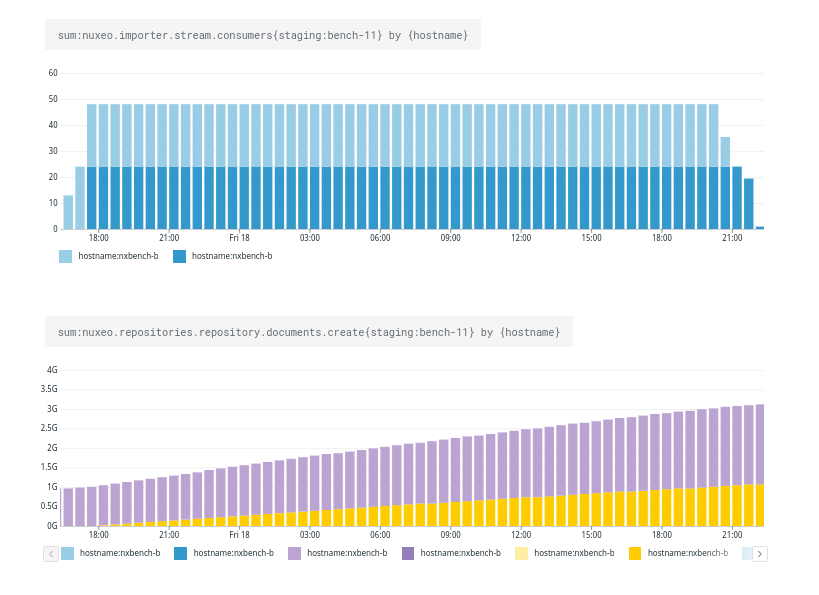 sum:nuxeo.importer.stream.consumers{staging:bench-11} by {hostname}
60
50
40
30
20
10
0
18:00 21:00 Fri 18 03:00 06:00 09:00 12:00 15:00 18:00 21:00
hostname:nxbench-b hostname:nxbench-b
sum:nuxeo.repositories.repository.documents.create{staging:bench-11} by {hostname}
4G
3.5G
3G
2.5G
2G
1.5G
1G
0.5G
0G
18:00 21:00 Fri 18 03:00 06:00 09:00 12:00 15:00 18:00 21:00
hostname:nxbench-b hostname:nxbench-b hostname:nxbench-b hostname:nxbench-b hostname:nxbench-b hostname:nxbench-b